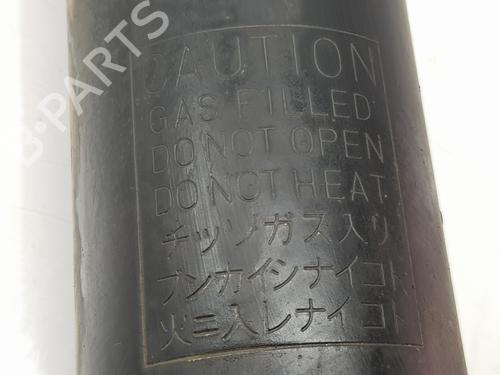 B-PARTS
CAUTION
GAS FILLED
DO NOT OPEN
DO NOT HEAT
チッソガス入リ
ブンカイシナイコト
火ニ入レナイコト